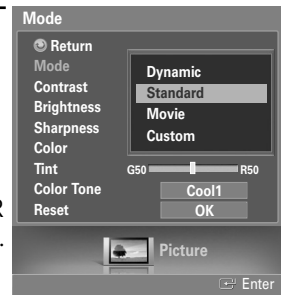 Mode
Return
Mode
Contrast
Brightness
Sharpness
Color
Tint
Color Tone
Reset
Dynamic
Standard
Movie
Custom
G50 R50
Cool1
OK
R
.
Picture
Enter